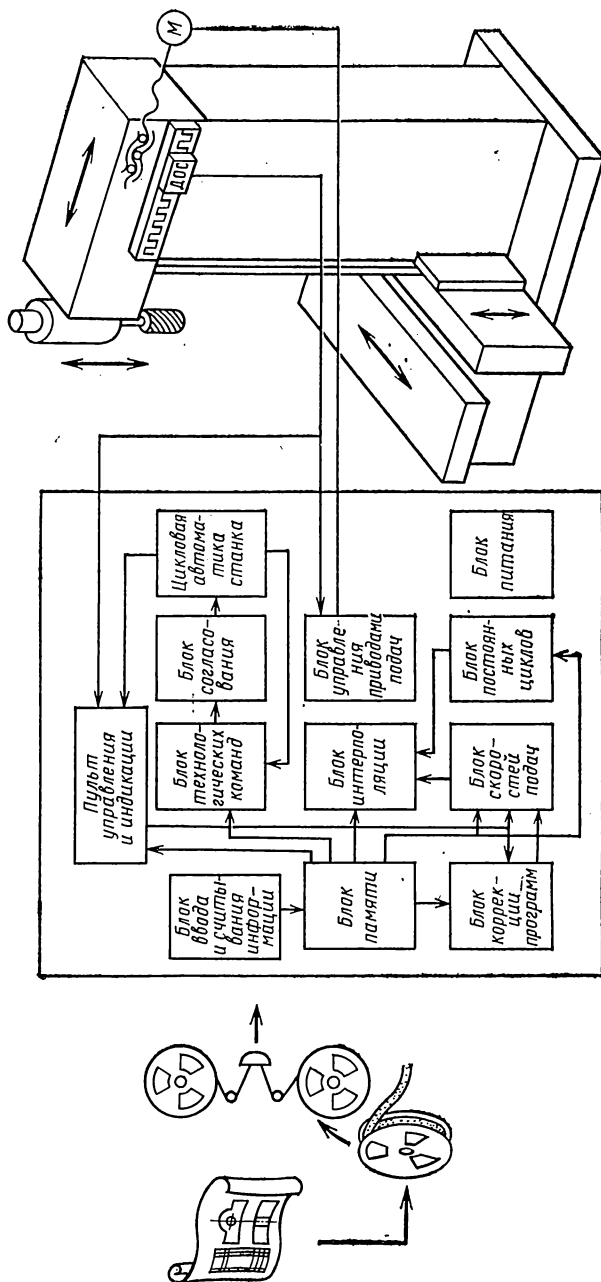 Пульт
управления
и индикации
Цикловая
автома-
тика
станка
Блок
согласо-
вания
Блок
техноло-
гических
команд
Блок
ввода
и считы-
вания
инфор-
мации
Блок
памяти
Блок
интерпо-
ляции
Блок
управле-
ния
приводами
подач
Блок
коррек-
ции
программ
Блок
скоро-
стей
подач
Блок
постоян-
ных
циклов
Блок
питания
ДОС
М